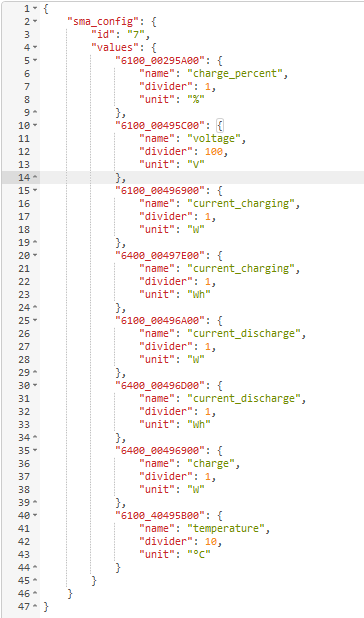 1 {
2 "sma_config": {
3 "id": "7",
4 "values": {
5 "6100_00295A00": {
6 "name": "charge_percent",
7 "divider": 1,
8 "unit": "%"
9 },
10 "6100_00495C00": {
11 "name": "voltage",
12 "divider": 100,
13 "unit": "V"
14 },
15 "6100_00496900": {
16 "name": "current_charging",
17 "divider": 1,
18 "unit": "W"
19 },
20 "6400_00497E00": {
21 "name": "current_charging",
22 "divider": 1,
23 "unit": "Wh"
24 },
25 "6100_00496A00": {
26 "name": "current_discharge",
27 "divider": 1,
28 "unit": "W"
29 },
30 "6400_00496D00": {
31 "name": "current_discharge",
32 "divider": 1,
33 "unit": "Wh"
34 },
35 "6400_00496900": {
36 "name": "charge",
37 "divider": 1,
38 "unit": "W"
39 },
40 "6100_40495B00": {
41 "name": "temperature",
42 "divider": 10,
43 "unit": "°C"
44 }
45 }
46 }
47 }